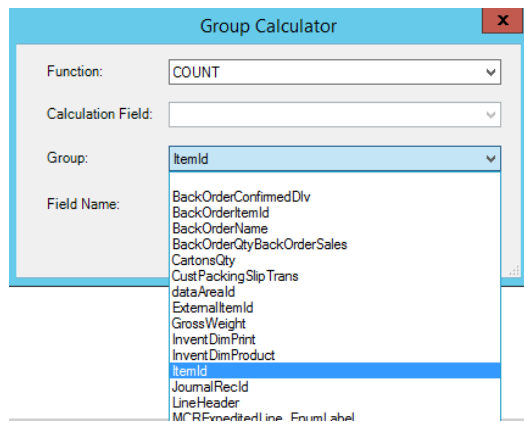 Group Calculator
x
Function:
COUNT
Calculation Field:
Group:
ItemId
Field Name:
BackOrderConfirmedDlv
BackOrderItemId
BackOrderName
BackOrderQtyBackOrderSales
CartonsQty
CustPackingSlipTrans
dataAreaId
ExternalItemId
GrossWeight
InventDimPrint
InventDimProduct
ItemId
JournalRecId
LineHeader
MCRExpeditedLine_EnumLabel